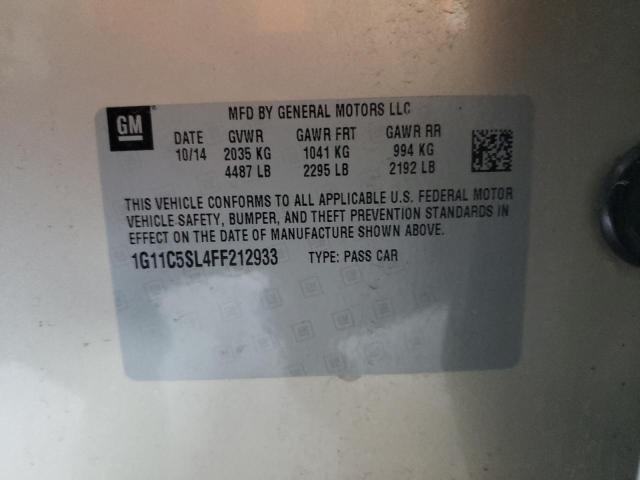 GM
MFD BY GENERAL MOTORS LLC
DATE GVWR GAWR FRT GAWR RR
10/14 2035 KG 1041 KG 994 KG
4487 LB 2295 LB 2192 LB
THIS VEHICLE CONFORMS TO ALL APPLICABLE U.S. FEDERAL MOTOR
VEHICLE SAFETY, BUMPER, AND THEFT PREVENTION STANDARDS IN
EFFECT ON THE DATE OF MANUFACTURE SHOWN ABOVE.
1G11C5SL4FF212933 TYPE: PASS CAR